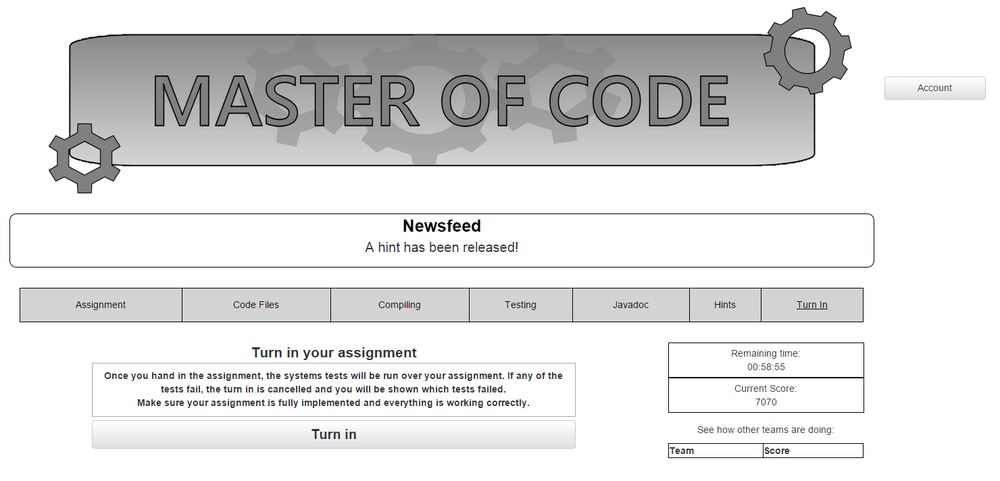 MASTER OF CODE
Account
Newsfeed
A hint has been released!
Assignment Code Files Compiling Testing Javadoc Hints Turn In
Turn in your assignment
Once you hand in the assignment, the systems tests will be run over your assignment. If any of the
tests fail, the turn in is cancelled and you will be shown which tests failed.
Make sure your assignment is fully implemented and everything is working correctly.
Turn in
Remaining time:
00:58:55
Current Score:
7070
See how other teams are doing:
Team Score